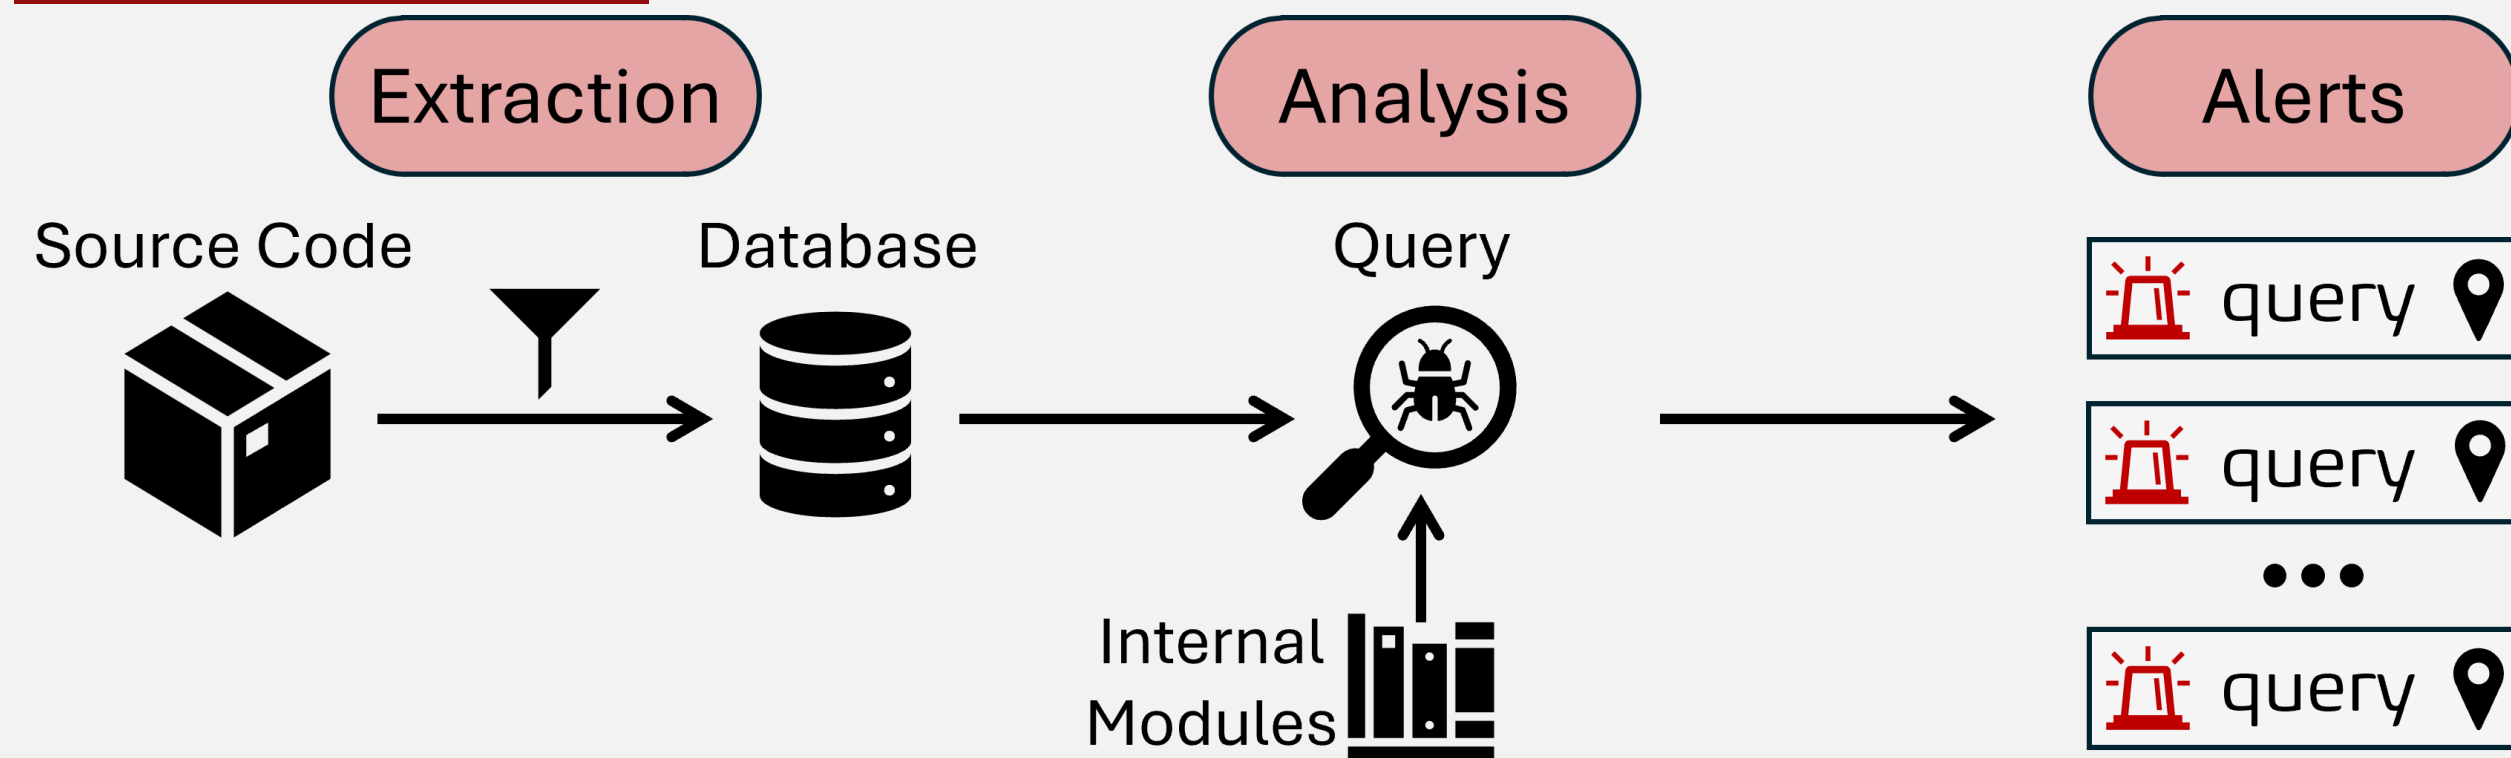 Extraction
Analysis
Alerts
Source Code
Database
Query
query
query
query
Internal
Modules